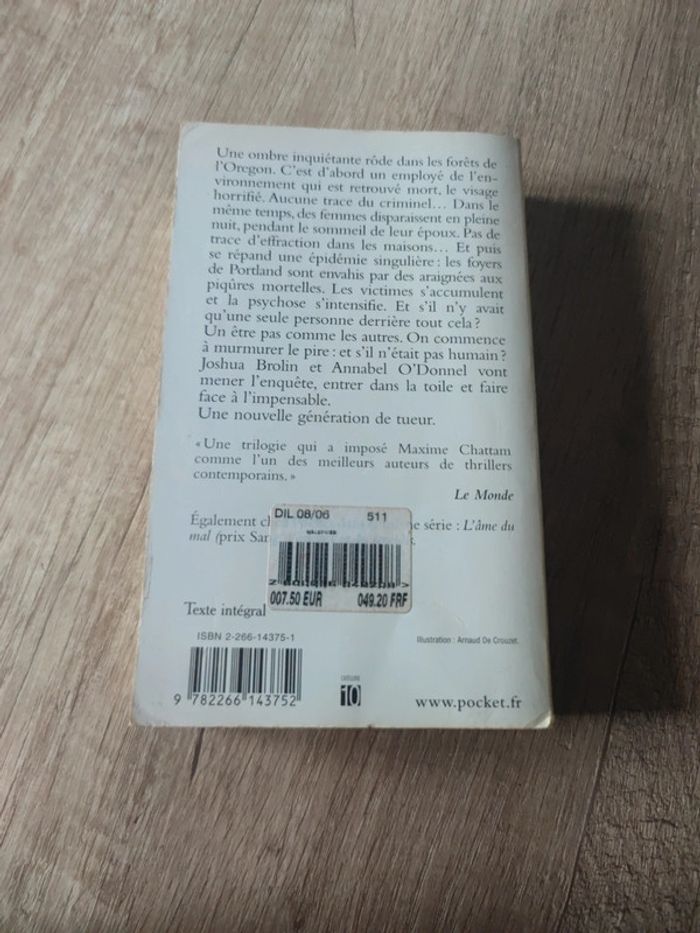 Une ombre inquiétante rôde dans les forêts de
l'Oregon. C'est d'abord un employé de l'en-
vironnement qui est retrouvé mort, le visage
horrifié. Aucune trace du criminel... Dans le
même temps, des femmes disparaissent en pleine
nuit, pendant le sommeil de leur époux. Pas de
trace d'effraction dans les maisons... Et puis
se répand une épidémie singulière : les foyers
de Portland sont envahis par des araignées aux
piqûres mortelles. Les victimes s'accumulent
et la psychose s'intensifie. Et s'il n'y avait
qu'une seule personne derrière tout cela ?
Un être pas comme les autres. On commence
à murmurer le pire : et s'il n'était pas humain ?
Joshua Brolin et Annabel O'Donnel vont
mener l'enquête, entrer dans la toile et faire
face à l'impensable.
Une nouvelle génération de tueur.
« Une trilogie qui a imposé Maxime Chattam
comme l'un des meilleurs auteurs de thrillers
contemporains. »
Le Monde
DIL 08/06 511
Également série : L'âme du
mal (prix
007.50 EUR 049.20 FRF
Texte intégral
ISBN 2-266-14375-1
Illustration : Arnaud De Crouzet.
9 782266 143752
10
www.pocket.fr